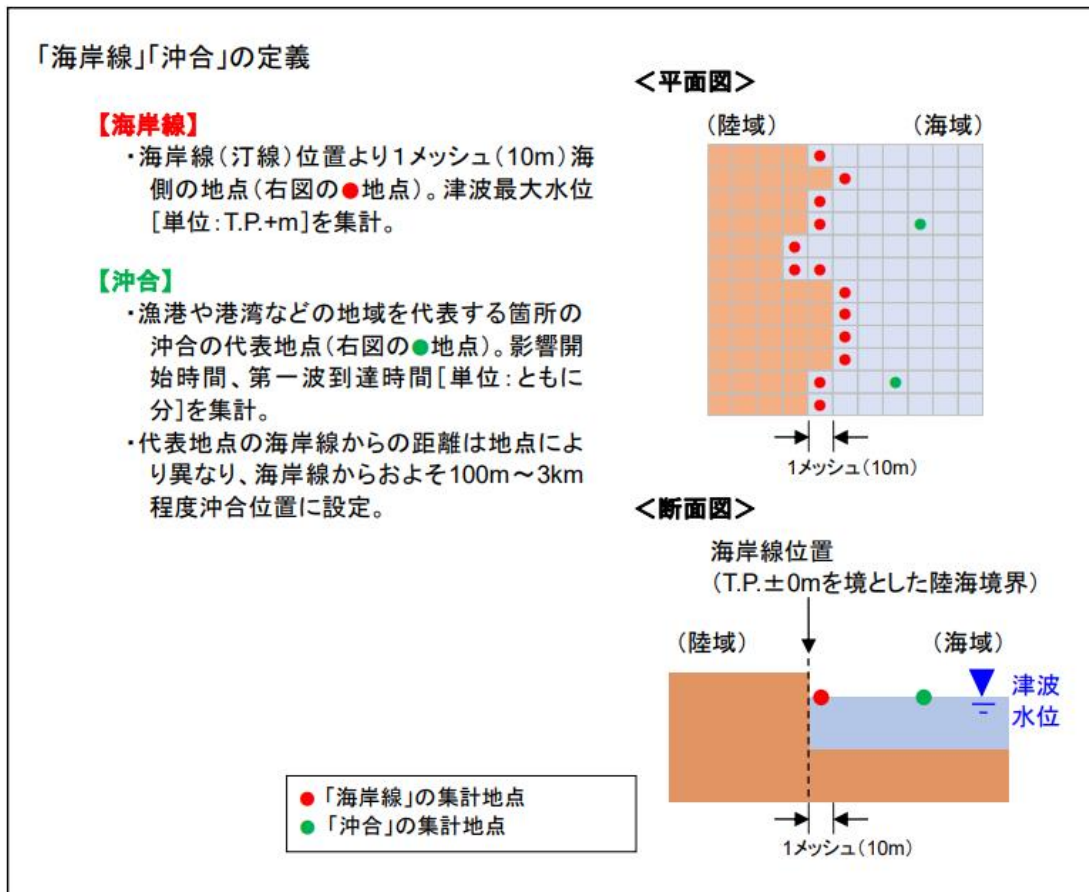 「海岸線」「沖合」の定義
【海岸線】
・海岸線（汀線）位置より1メッシュ（10m）海
側の地点（右図の●地点）。津波最大水位
［単位：T.P.+m］を集計。
【沖合】
・漁港や港湾などの地域を代表する箇所の
沖合の代表地点（右図の●地点）。影響開
始時間、第一波到達時間［単位：ともに
分］を集計。
・代表地点の海岸線からの距離は地点によ
り異なり、海岸線からおよそ100m～3km
程度沖合位置に設定。
＜平面図＞
（陸域）
（海域）
1メッシュ（10m）
＜断面図＞
海岸線位置
（T.P.±0mを境とした陸海境界）
（陸域）
（海域）
津波
水位
1メッシュ（10m）
●「海岸線」の集計地点
●「沖合」の集計地点